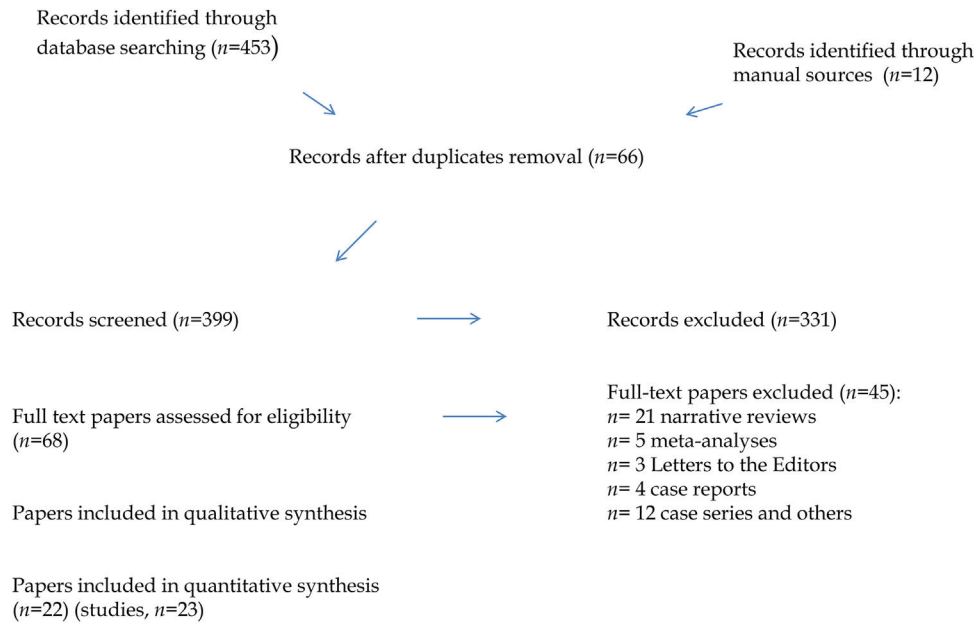 Records identified through
database searching (n=453)
Records identified through
manual sources (n=12)
Records after duplicates removal (n=66)
Records screened (n=399)
Records excluded (n=331)
Full text papers assessed for eligibility
(n=68)
Full-text papers excluded (n=45):
n= 21 narrative reviews
n= 5 meta-analyses
n= 3 Letters to the Editors
n= 4 case reports
n= 12 case series and others
Papers included in qualitative synthesis
Papers included in quantitative synthesis
(n=22) (studies, n=23)